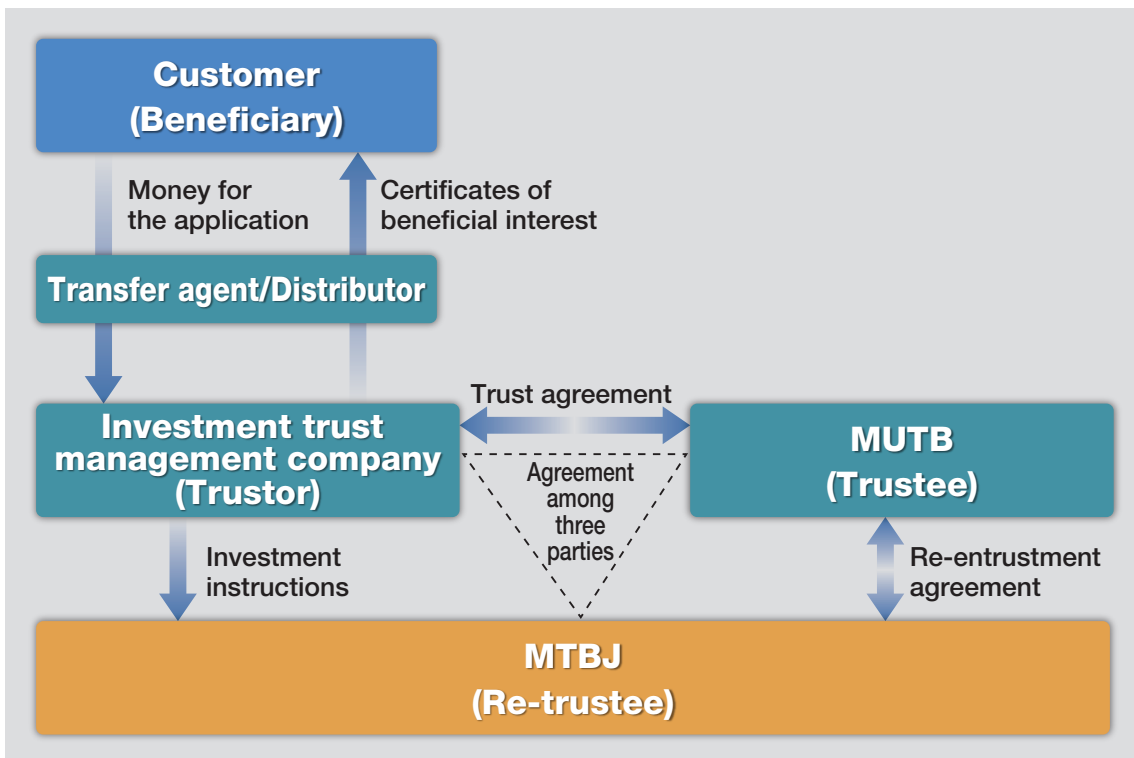 Customer
(Beneficiary)
Money for
the application
Certificates of
beneficial interest
Transfer agent/Distributor
Trust agreement
Investment trust
management company
(Trustor)
MUTB
(Trustee)
Agreement
among
three
parties
Investment
instructions
Re-entrustment
agreement
MTBJ
(Re-trustee)